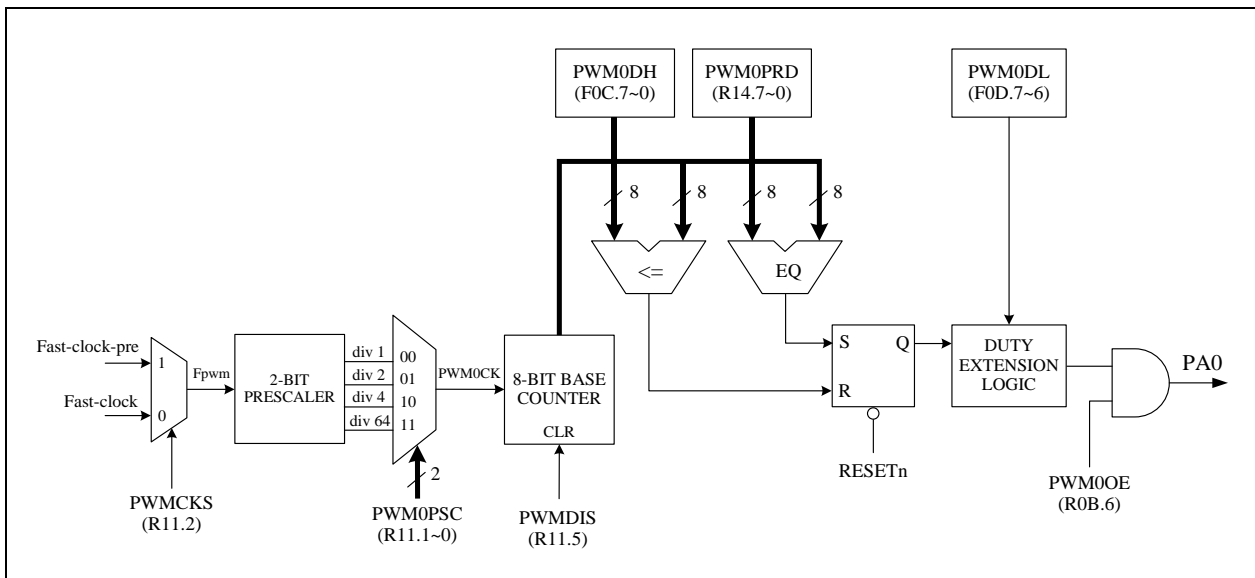 PWM0DH
(F0C.7~0)
PWM0PRD
(R14.7~0)
PWM0DL
(F0D.7~6)
8
8
8
8
<=
EQ
Fast-clock-pre
Fast-clock
1
0
Fpwm
2-BIT
PRESCALER
div 1
div 2
div 4
div 64
00
01
10
11
PWM0CK
8-BIT BASE
COUNTER
CLR
S
Q
R
DUTY
EXTENSION
LOGIC
PA0
2
RESETn
PWMCKS
(R11.2)
PWM0PSC
(R11.1~0)
PWMDIS
(R11.5)
PWM0OE
(R0B.6)